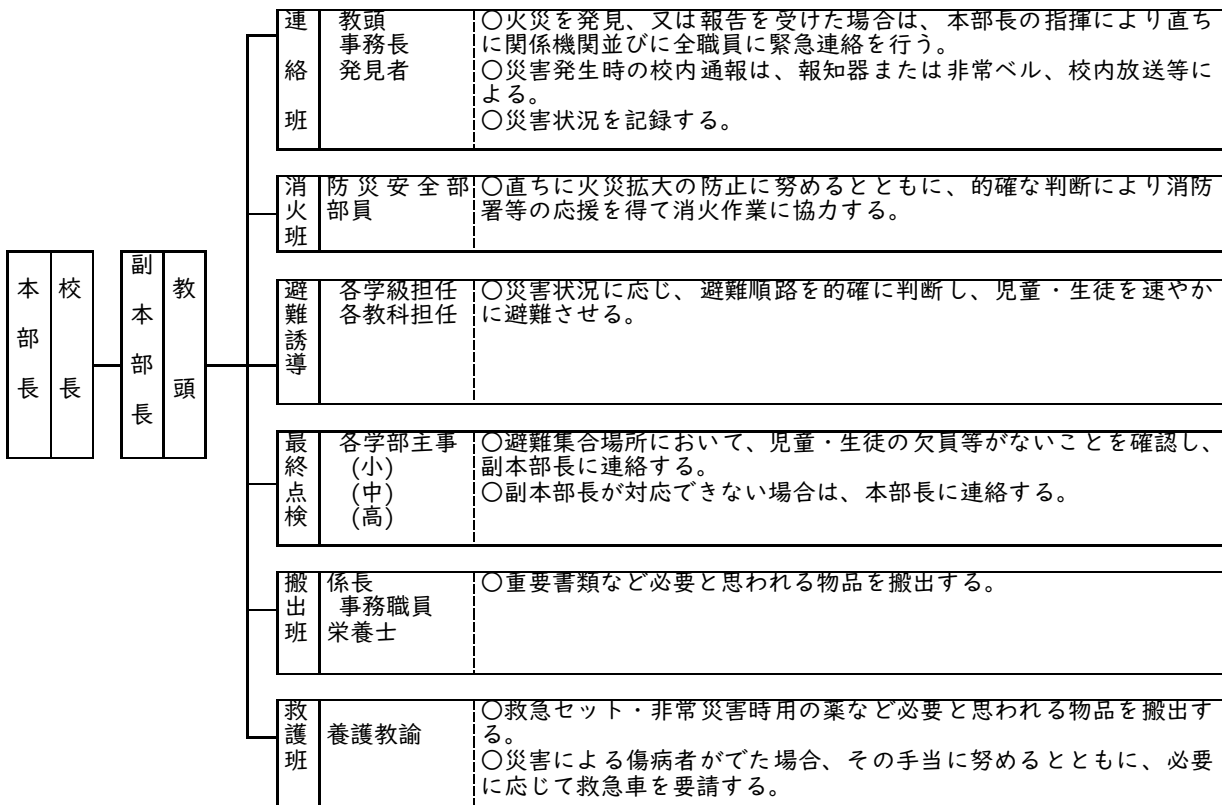 本部長
校長
副本部長
教頭
連絡班
教頭
事務長
発見者
○火災を発見、又は報告を受けた場合は、本部長の指揮により直ち
に関係機関並びに全職員に緊急連絡を行う。
○災害発生時の校内通報は、報知器または非常ベル、校内放送等に
よる。
○災害状況を記録する。
消火班
防災安全部
部員
○直ちに火災拡大の防止に努めるとともに、的確な判断により消防
署等の応援を得て消火作業に協力する。
避難誘導
各学級担任
各教科担任
○災害状況に応じ、避難順路を的確に判断し、児童・生徒を速やか
に避難させる。
最終点検
各学部主事
(小)
(中)
(高)
○避難集合場所において、児童・生徒の欠員等がないことを確認し、
副本部長に連絡する。
○副本部長が対応できない場合は、本部長に連絡する。
搬出班
係長
事務職員
栄養士
○重要書類など必要と思われる物品を搬出する。
救護班
養護教諭
○救急セット・非常災害時用の薬など必要と思われる物品を搬出す
る。
○災害による傷病者がでた場合、その手当に努めるとともに、必要
に応じて救急車を要請する。